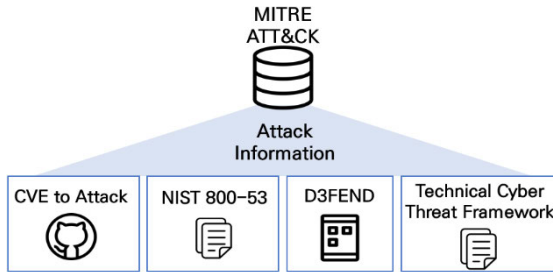 MITRE
ATT&CK
Attack
Information
CVE to Attack
NIST 800-53
D3FEND
Technical Cyber
Threat Framework